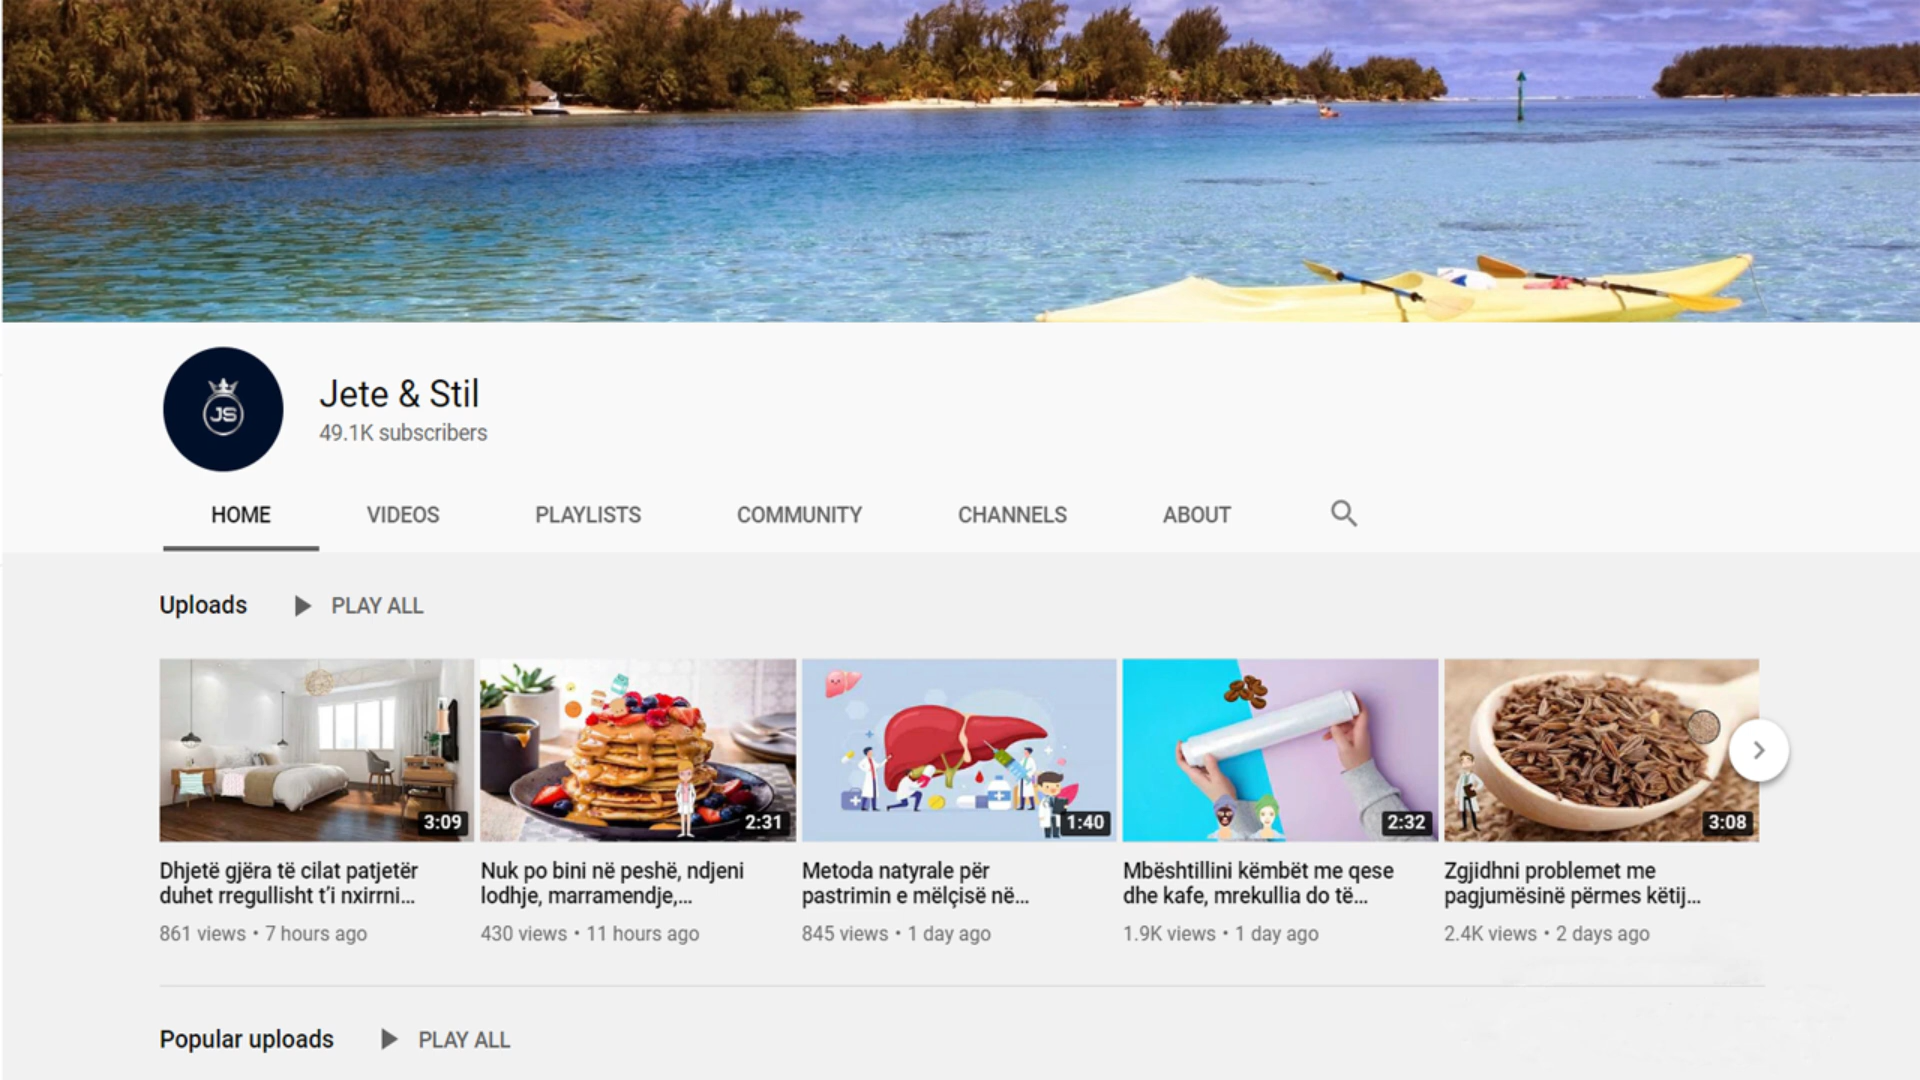 JS
Jete & Stil
49.1K subscribers
HOME VIDEOS PLAYLISTS COMMUNITY CHANNELS ABOUT
Uploads PLAY ALL
3:09
2:31
1:40
2:32
3:08
Dhjetë gjëra të cilat patjetër
duhet rregullisht t'i nxirrni...
861 views • 7 hours ago
Nuk po bini në peshë, ndjeni
lodhje, marramendje,...
430 views • 11 hours ago
Metoda natyrale për
pastrimin e mëlçisë në...
845 views • 1 day ago
Mbështillini këmbët me qese
dhe kafe, mrekullia do të...
1.9K views • 1 day ago
Zgjidhni problemet me
pagjumësinë përmes këtij...
2.4K views • 2 days ago
Popular uploads PLAY ALL